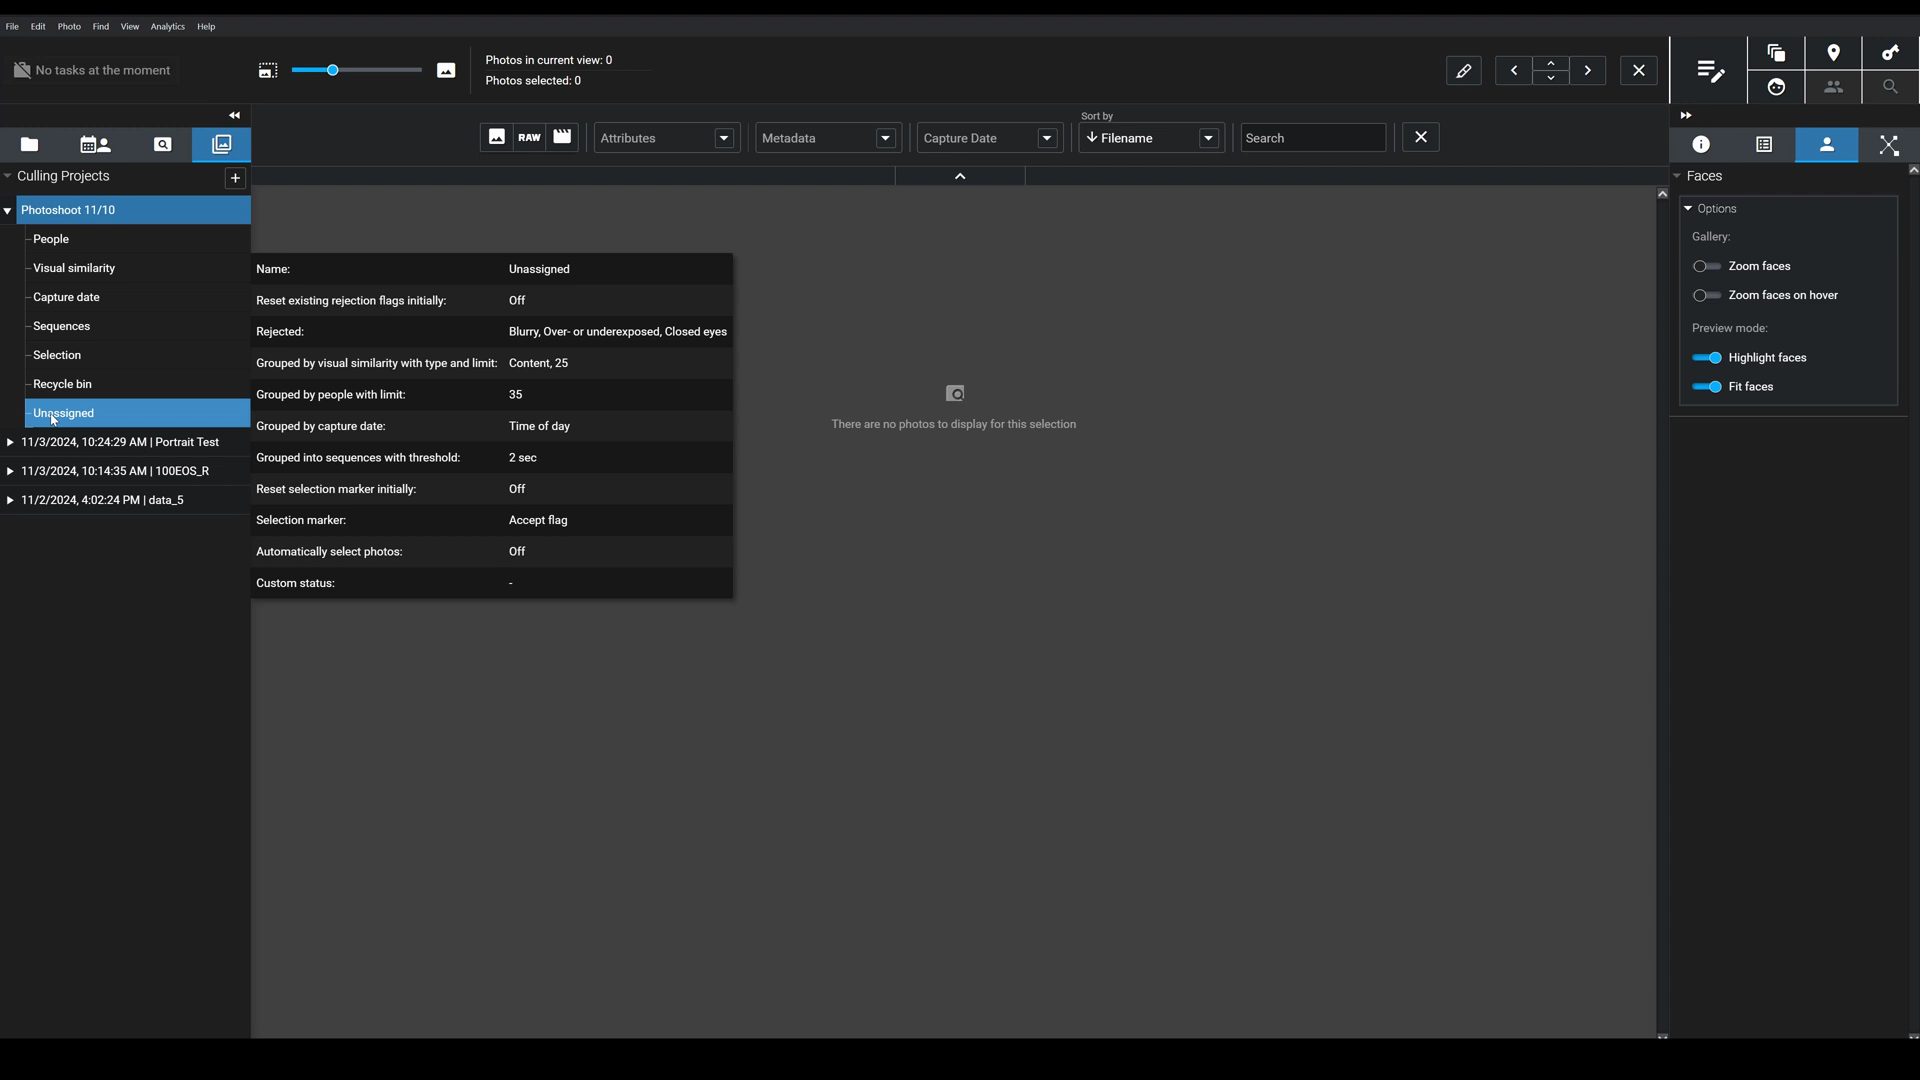 File Edit Photo Find View Analytics Help
No tasks at the moment
Photos in current view: 0
Photos selected: 0
Sort by
RAW Attributes Metadata Capture Date Filename Search
Culling Projects
Photoshoot 11/10
People
Visual similarity
Capture date
Sequences
Selection
Recycle bin
Unassigned
11/3/2024, 10:24:29 AM | Portrait Test
11/3/2024, 10:14:35 AM | 100EOS_R
11/2/2024, 4:02:24 PM | data_5
Name: Unassigned
Reset existing rejection flags initially: Off
Rejected: Blurry, Over- or underexposed, Closed eyes
Grouped by visual similarity with type and limit: Content, 25
Grouped by people with limit: 35
Grouped by capture date: Time of day
Grouped into sequences with threshold: 2 sec
Reset selection marker initially: Off
Selection marker: Accept flag
Automatically select photos: Off
Custom status: -
There are no photos to display for this selection
Faces
Options
Gallery:
Zoom faces
Zoom faces on hover
Preview mode:
Highlight faces
Fit faces